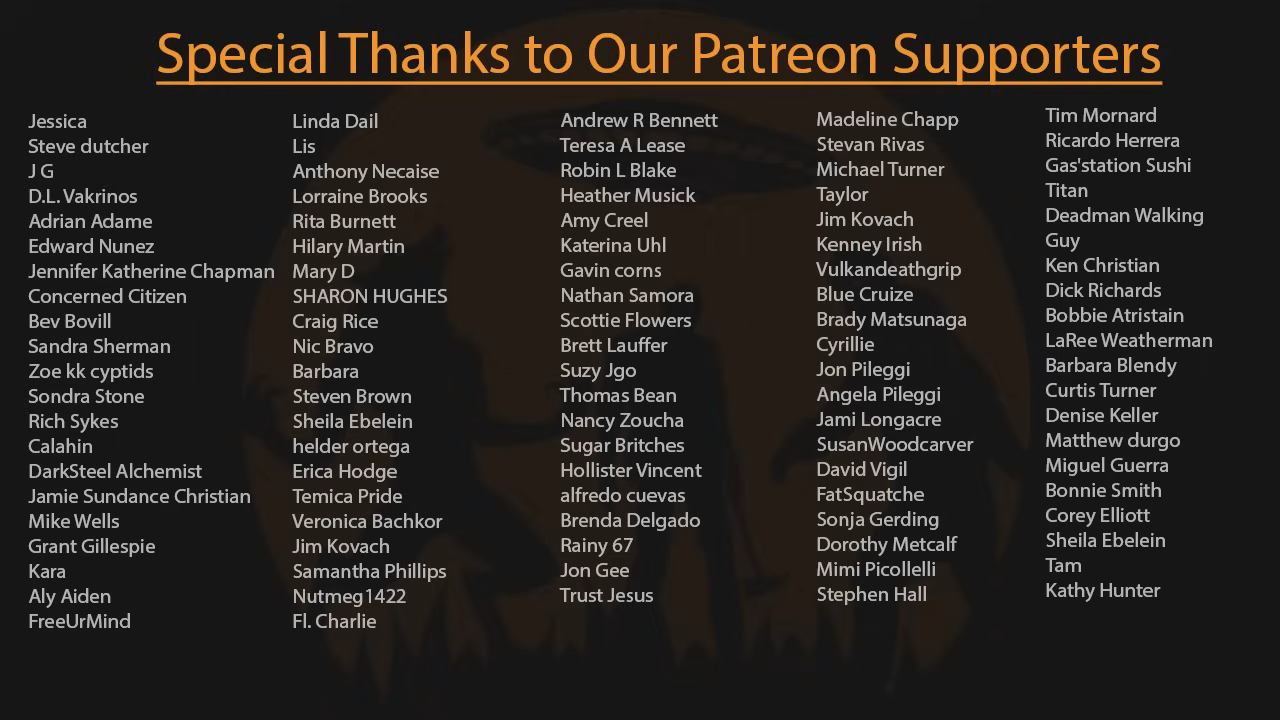 Special Thanks to Our Patreon Supporters
Jessica
Steve dutcher
J G
D.L. Vakrinos
Adrian Adame
Edward Nunez
Jennifer Katherine Chapman
Concerned Citizen
Bev Bovill
Sandra Sherman
Zoe kk cyptids
Sondra Stone
Rich Sykes
Calahin
DarkSteel Alchemist
Jamie Sundance Christian
Mike Wells
Grant Gillespie
Kara
Aly Aiden
FreeUrMind
Linda Dail
Lis
Anthony Necaise
Lorraine Brooks
Rita Burnett
Hilary Martin
Mary D
SHARON HUGHES
Craig Rice
Nic Bravo
Barbara
Steven Brown
Sheila Ebelein
helder ortega
Erica Hodge
Temica Pride
Veronica Bachkor
Jim Kovach
Samantha Phillips
Nutmeg1422
Fl. Charlie
Andrew R Bennett
Teresa A Lease
Robin L Blake
Heather Musick
Amy Creel
Katerina Uhl
Gavin corns
Nathan Samora
Scottie Flowers
Brett Lauffer
Suzy Jgo
Thomas Bean
Nancy Zoucha
Sugar Britches
Hollister Vincent
alfredo cuevas
Brenda Delgado
Rainy 67
Jon Gee
Trust Jesus
Madeline Chapp
Stevan Rivas
Michael Turner
Taylor
Jim Kovach
Kenney Irish
Vulkandeathgrip
Blue Cruize
Brady Matsunaga
Cyrillie
Jon Pileggi
Angela Pileggi
Jami Longacre
SusanWoodcarver
David Vigil
FatSquatche
Sonja Gerding
Dorothy Metcalf
Mimi Picollelli
Stephen Hall
Tim Mornard
Ricardo Herrera
Gas'station Sushi
Titan
Deadman Walking
Guy
Ken Christian
Dick Richards
Bobbie Atristain
LaRee Weatherman
Barbara Blendy
Curtis Turner
Denise Keller
Matthew durgo
Miguel Guerra
Bonnie Smith
Corey Elliott
Sheila Ebelein
Tam
Kathy Hunter